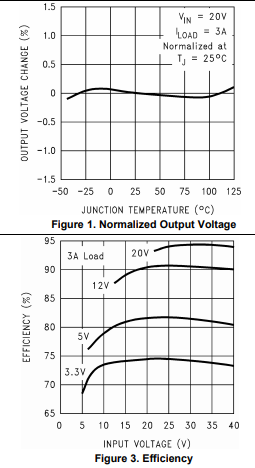 1.5
VIN = 20V
ILOAD = 3A
Normalized at
TJ = 25°C
1.0
0.5
0
-0.5
-1.0
-1.5
OUTPUT VOLTAGE CHANGE (%)
-50 -25 0 25 50 75 100 125
JUNCTION TEMPERATURE (°C)
Figure 1. Normalized Output Voltage
95
3A Load
20V
12V
90
85
80
5V
75
3.3V
70
65
EFFICIENCY (%)
0 5 10 15 20 25 30 35 40
INPUT VOLTAGE (V)
Figure 3. Efficiency